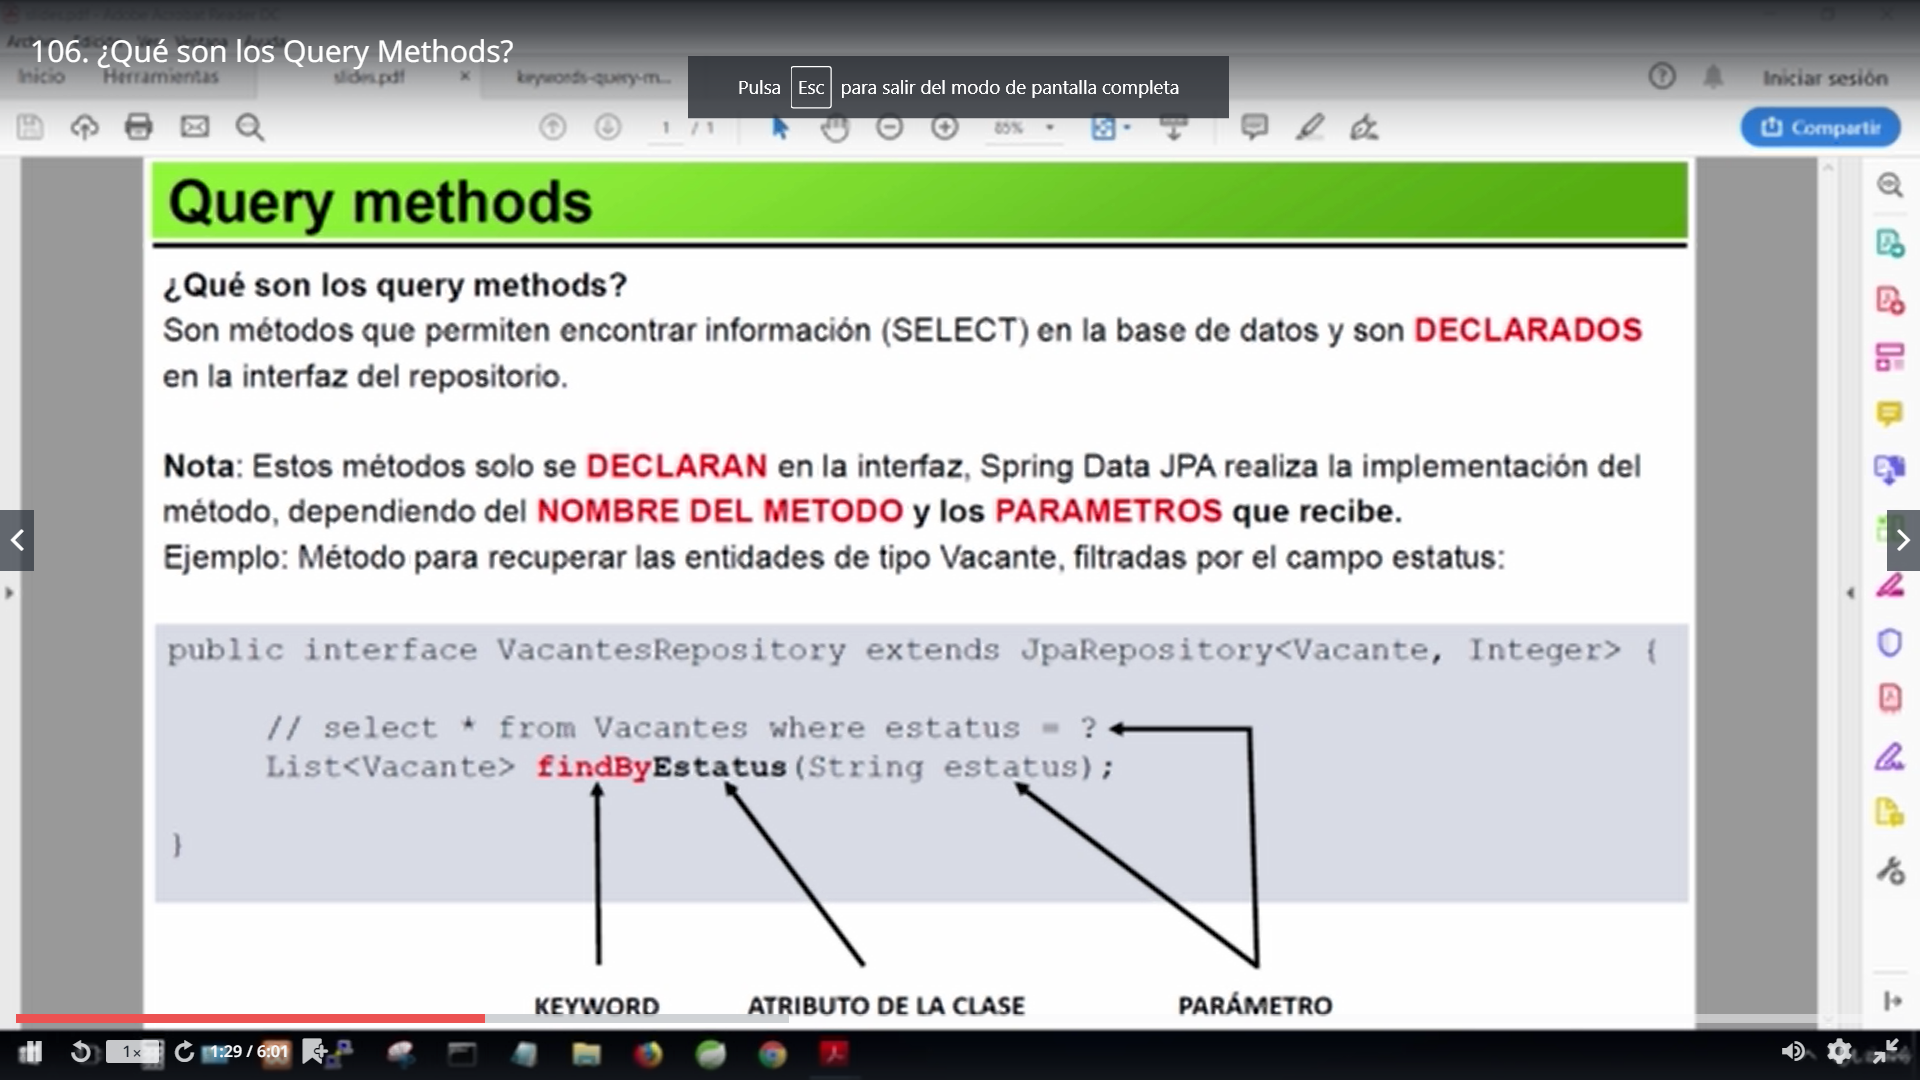 106. ¿Qué son los Query Methods?
Pulsa Esc para salir del modo de pantalla completa
Inicio Herramientas slides.pdf × keywords-query-m... Iniciar sesión
1 / 1 85% Compartir
Query methods
¿Qué son los query methods?
Son métodos que permiten encontrar información (SELECT) en la base de datos y son DECLARADOS
en la interfaz del repositorio.
Nota: Estos métodos solo se DECLARAN en la interfaz, Spring Data JPA realiza la implementación del
método, dependiendo del NOMBRE DEL METODO y los PARAMETROS que recibe.
Ejemplo: Método para recuperar las entidades de tipo Vacante, filtradas por el campo estatus:
public interface VacantesRepository extends JpaRepository<Vacante, Integer> {
// select * from Vacantes where estatus = ?
List<Vacante> findByEstatus(String estatus);
}
KEYWORD ATRIBUTO DE LA CLASE PARÁMETRO
1× 1:29 / 6:01